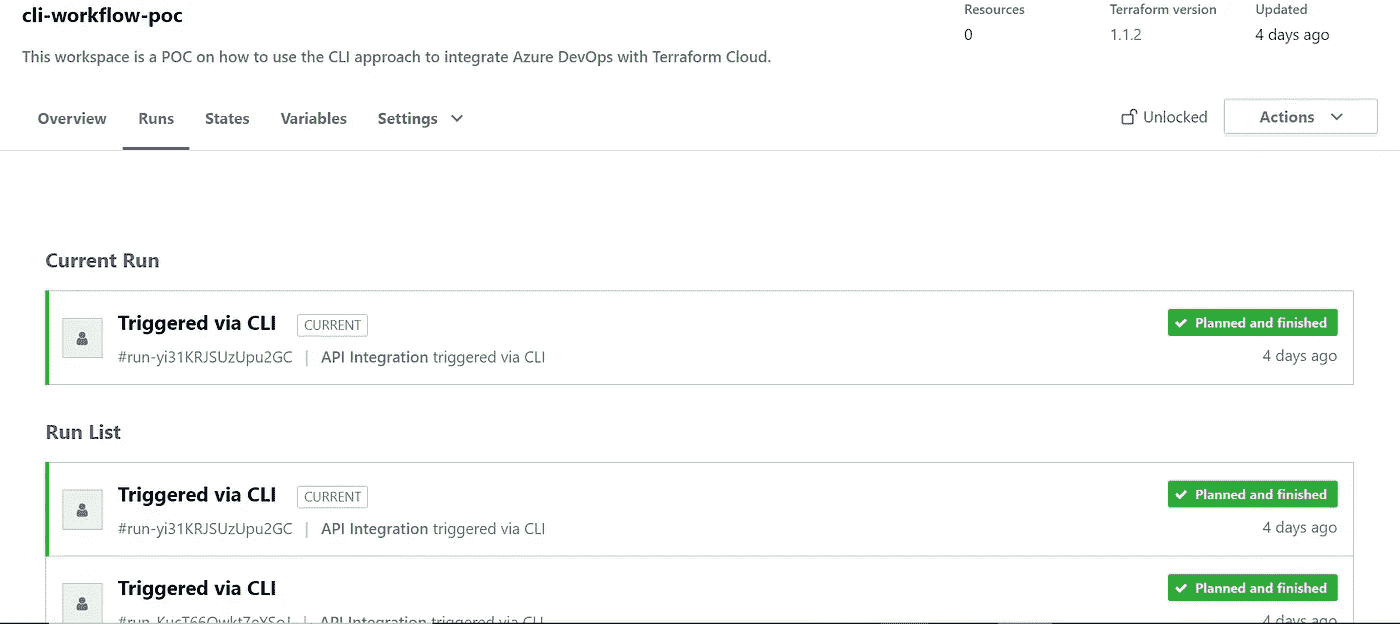 cli-workflow-poc
Resources
Terraform version
Updated
0
1.1.2
4 days ago
This workspace is a POC on how to use the CLI approach to integrate Azure DevOps with Terraform Cloud.
Overview Runs States Variables Settings
Unlocked
Actions
Current Run
Triggered via CLI CURRENT
Planned and finished
#run-yi31KRJSUzUpu2GC | API Integration triggered via CLI
4 days ago
Run List
Triggered via CLI CURRENT
Planned and finished
#run-yi31KRJSUzUpu2GC | API Integration triggered via CLI
4 days ago
Triggered via CLI
Planned and finished
API Integration triggered via CLI
4 days ago